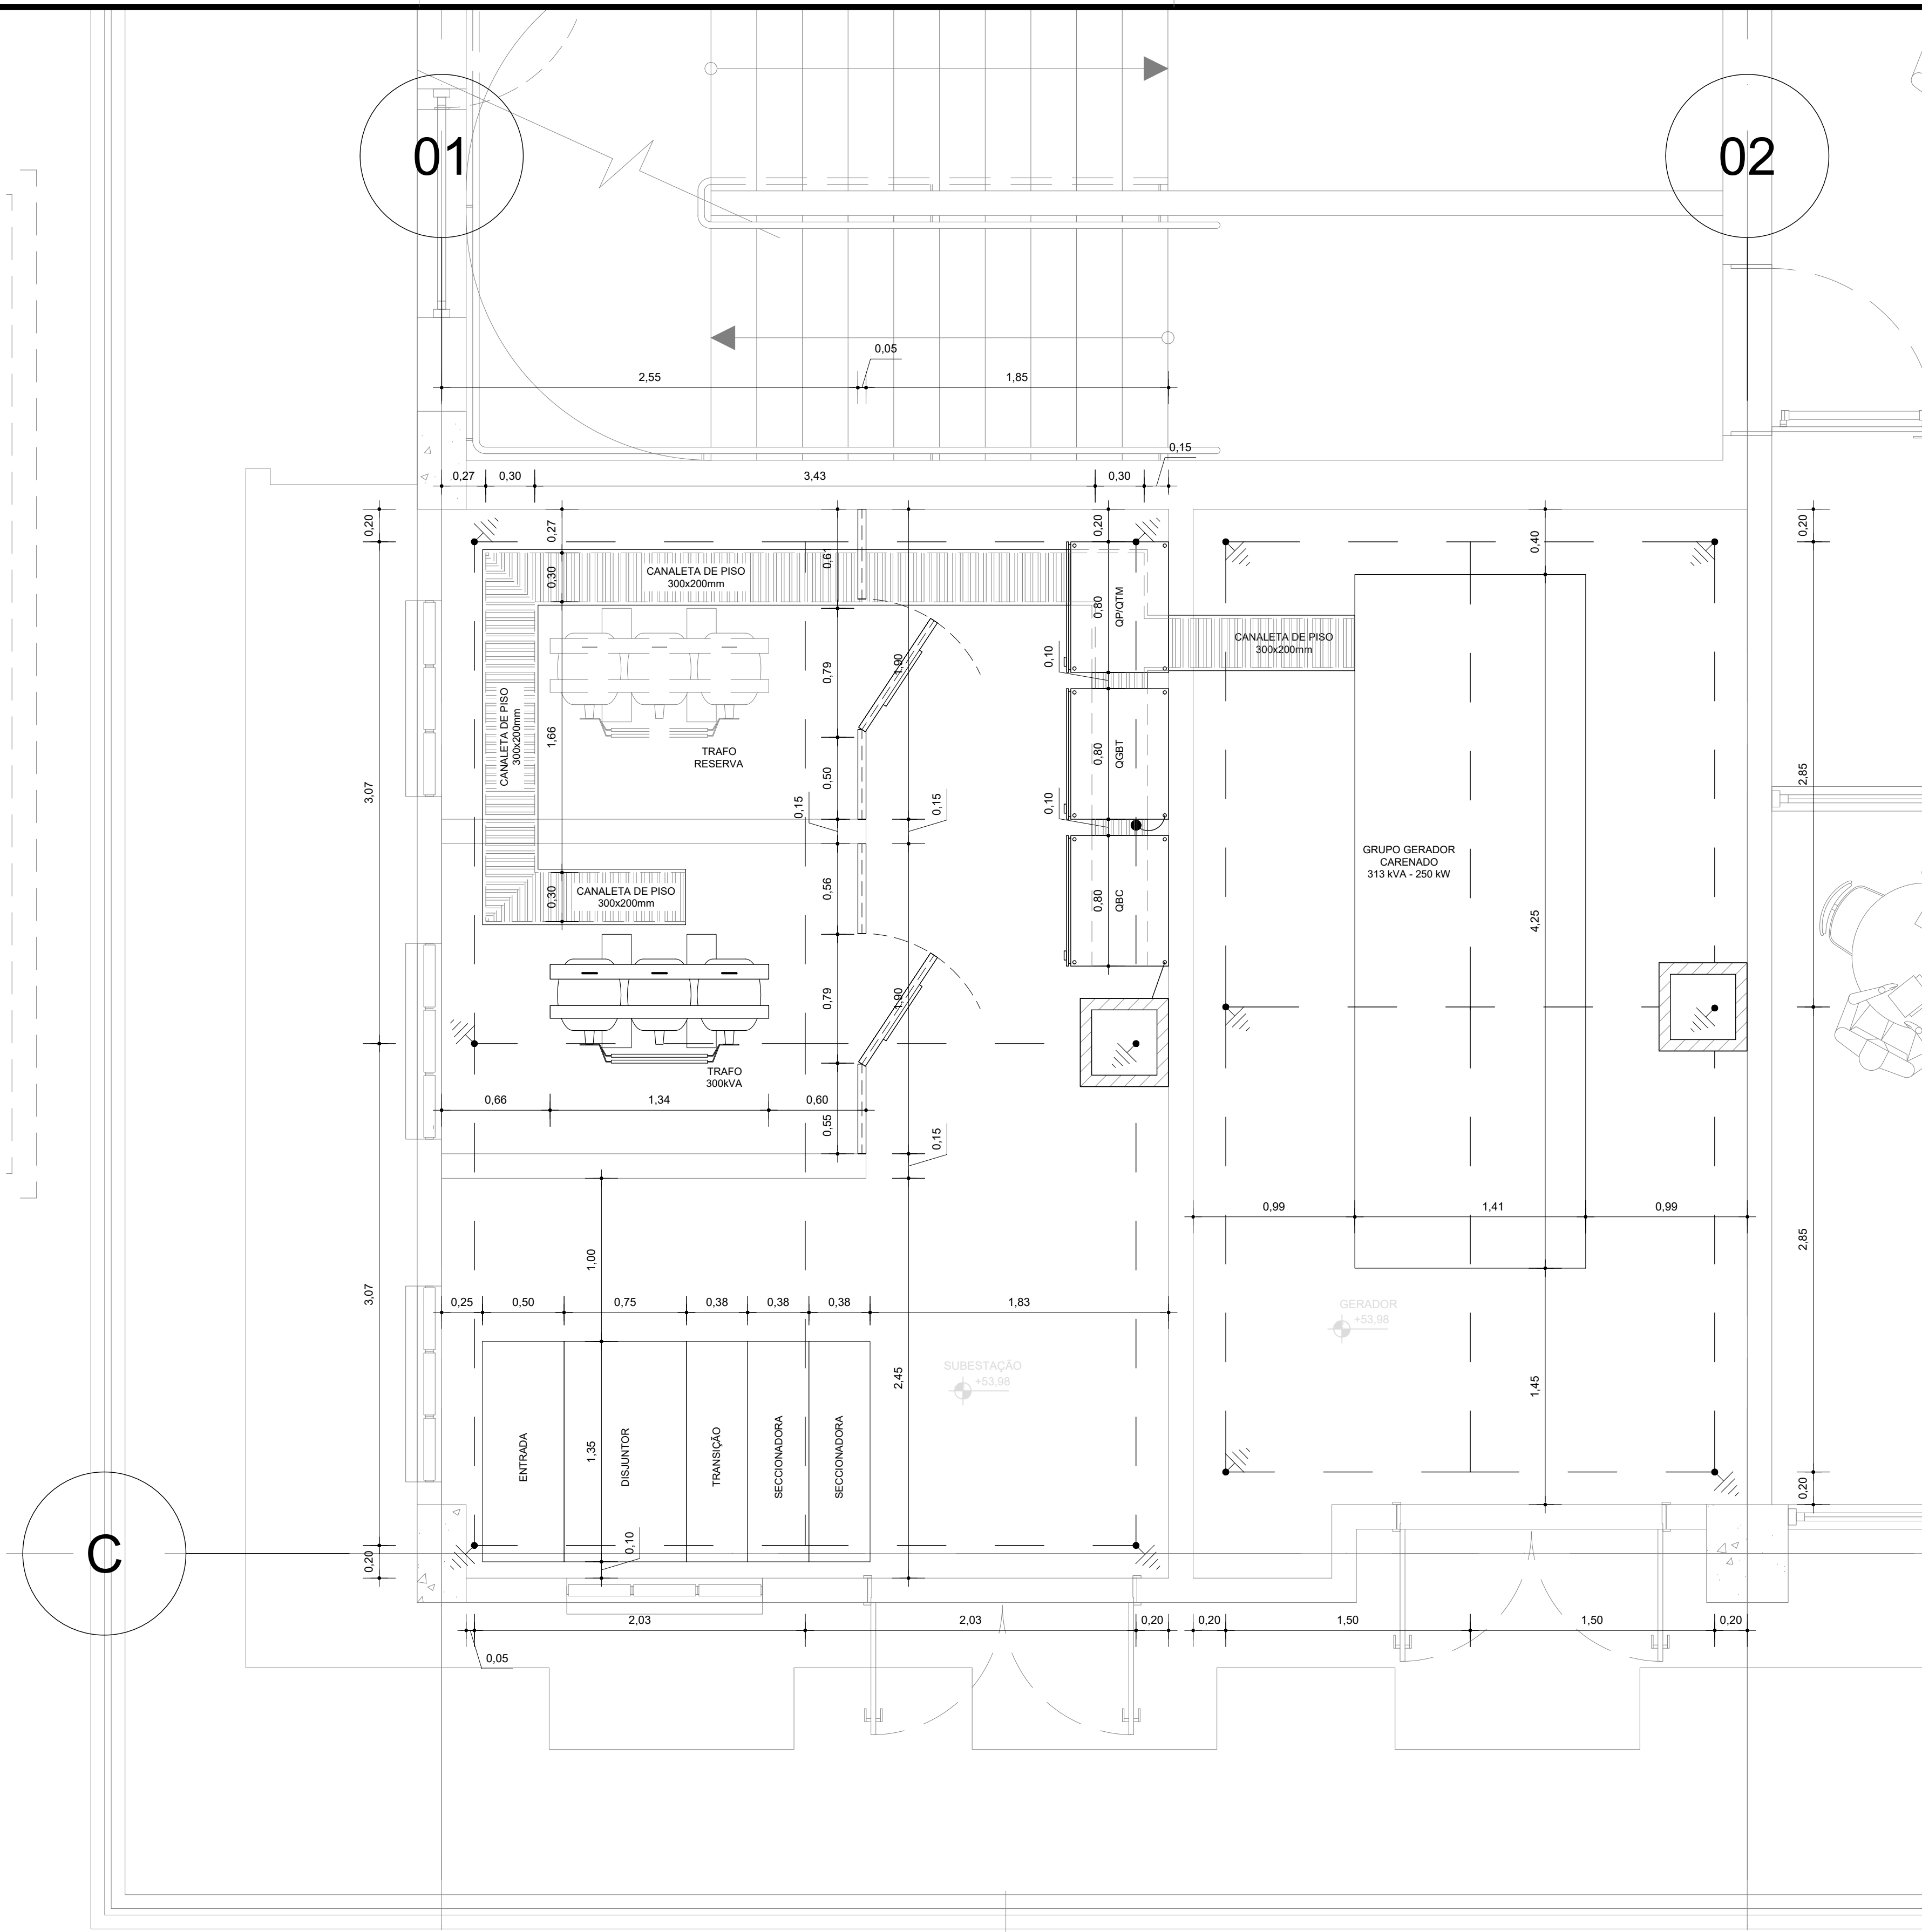 01
02
0,05
2,55
1,85
0,15
0,27
0,30
3,43
0,30
0,20
0,27
0,61
0,20
0,40
0,20
CANALETA DE PISO
300x200mm
0,30
0,80
QP/QTM
CANALETA DE PISO
300x200mm
0,79
1,90
0,10
CANALETA DE PISO
300x200mm
1,66
TRAFO
RESERVA
0,50
0,80
QGBT
3,07
2,85
0,15
0,15
0,10
GRUPO GERADOR
CARENADO
313 kVA - 250 kW
0,30
CANALETA DE PISO
300x200mm
0,56
0,80
QBC
4,25
0,79
1,90
TRAFO
300kVA
0,66
1,34
0,60
0,55
0,15
0,99
1,41
0,99
1,00
2,85
3,07
0,25
0,50
0,75
0,38
0,38
0,38
1,83
GERADOR
+53,98
SUBESTAÇÃO
+53,98
2,45
1,45
ENTRADA
1,35
DISJUNTOR
TRANSIÇÃO
SECCIONADORA
SECCIONADORA
0,20
C
0,10
0,20
2,03
2,03
0,20
0,20
1,50
1,50
0,20
0,05